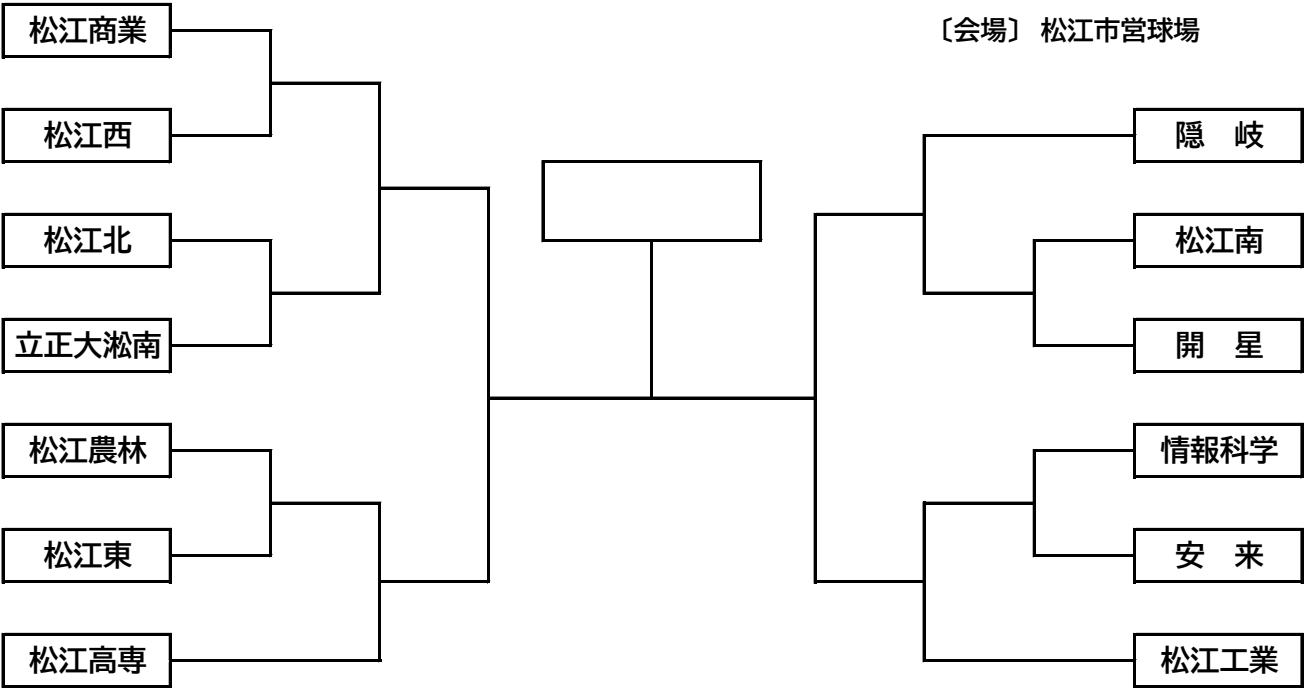 〔会場〕 松江市営球場
松江商業
松江西
松江北
立正大淞南
松江農林
松江東
松江高専
隠　岐
松江南
開　星
情報科学
安　来
松江工業